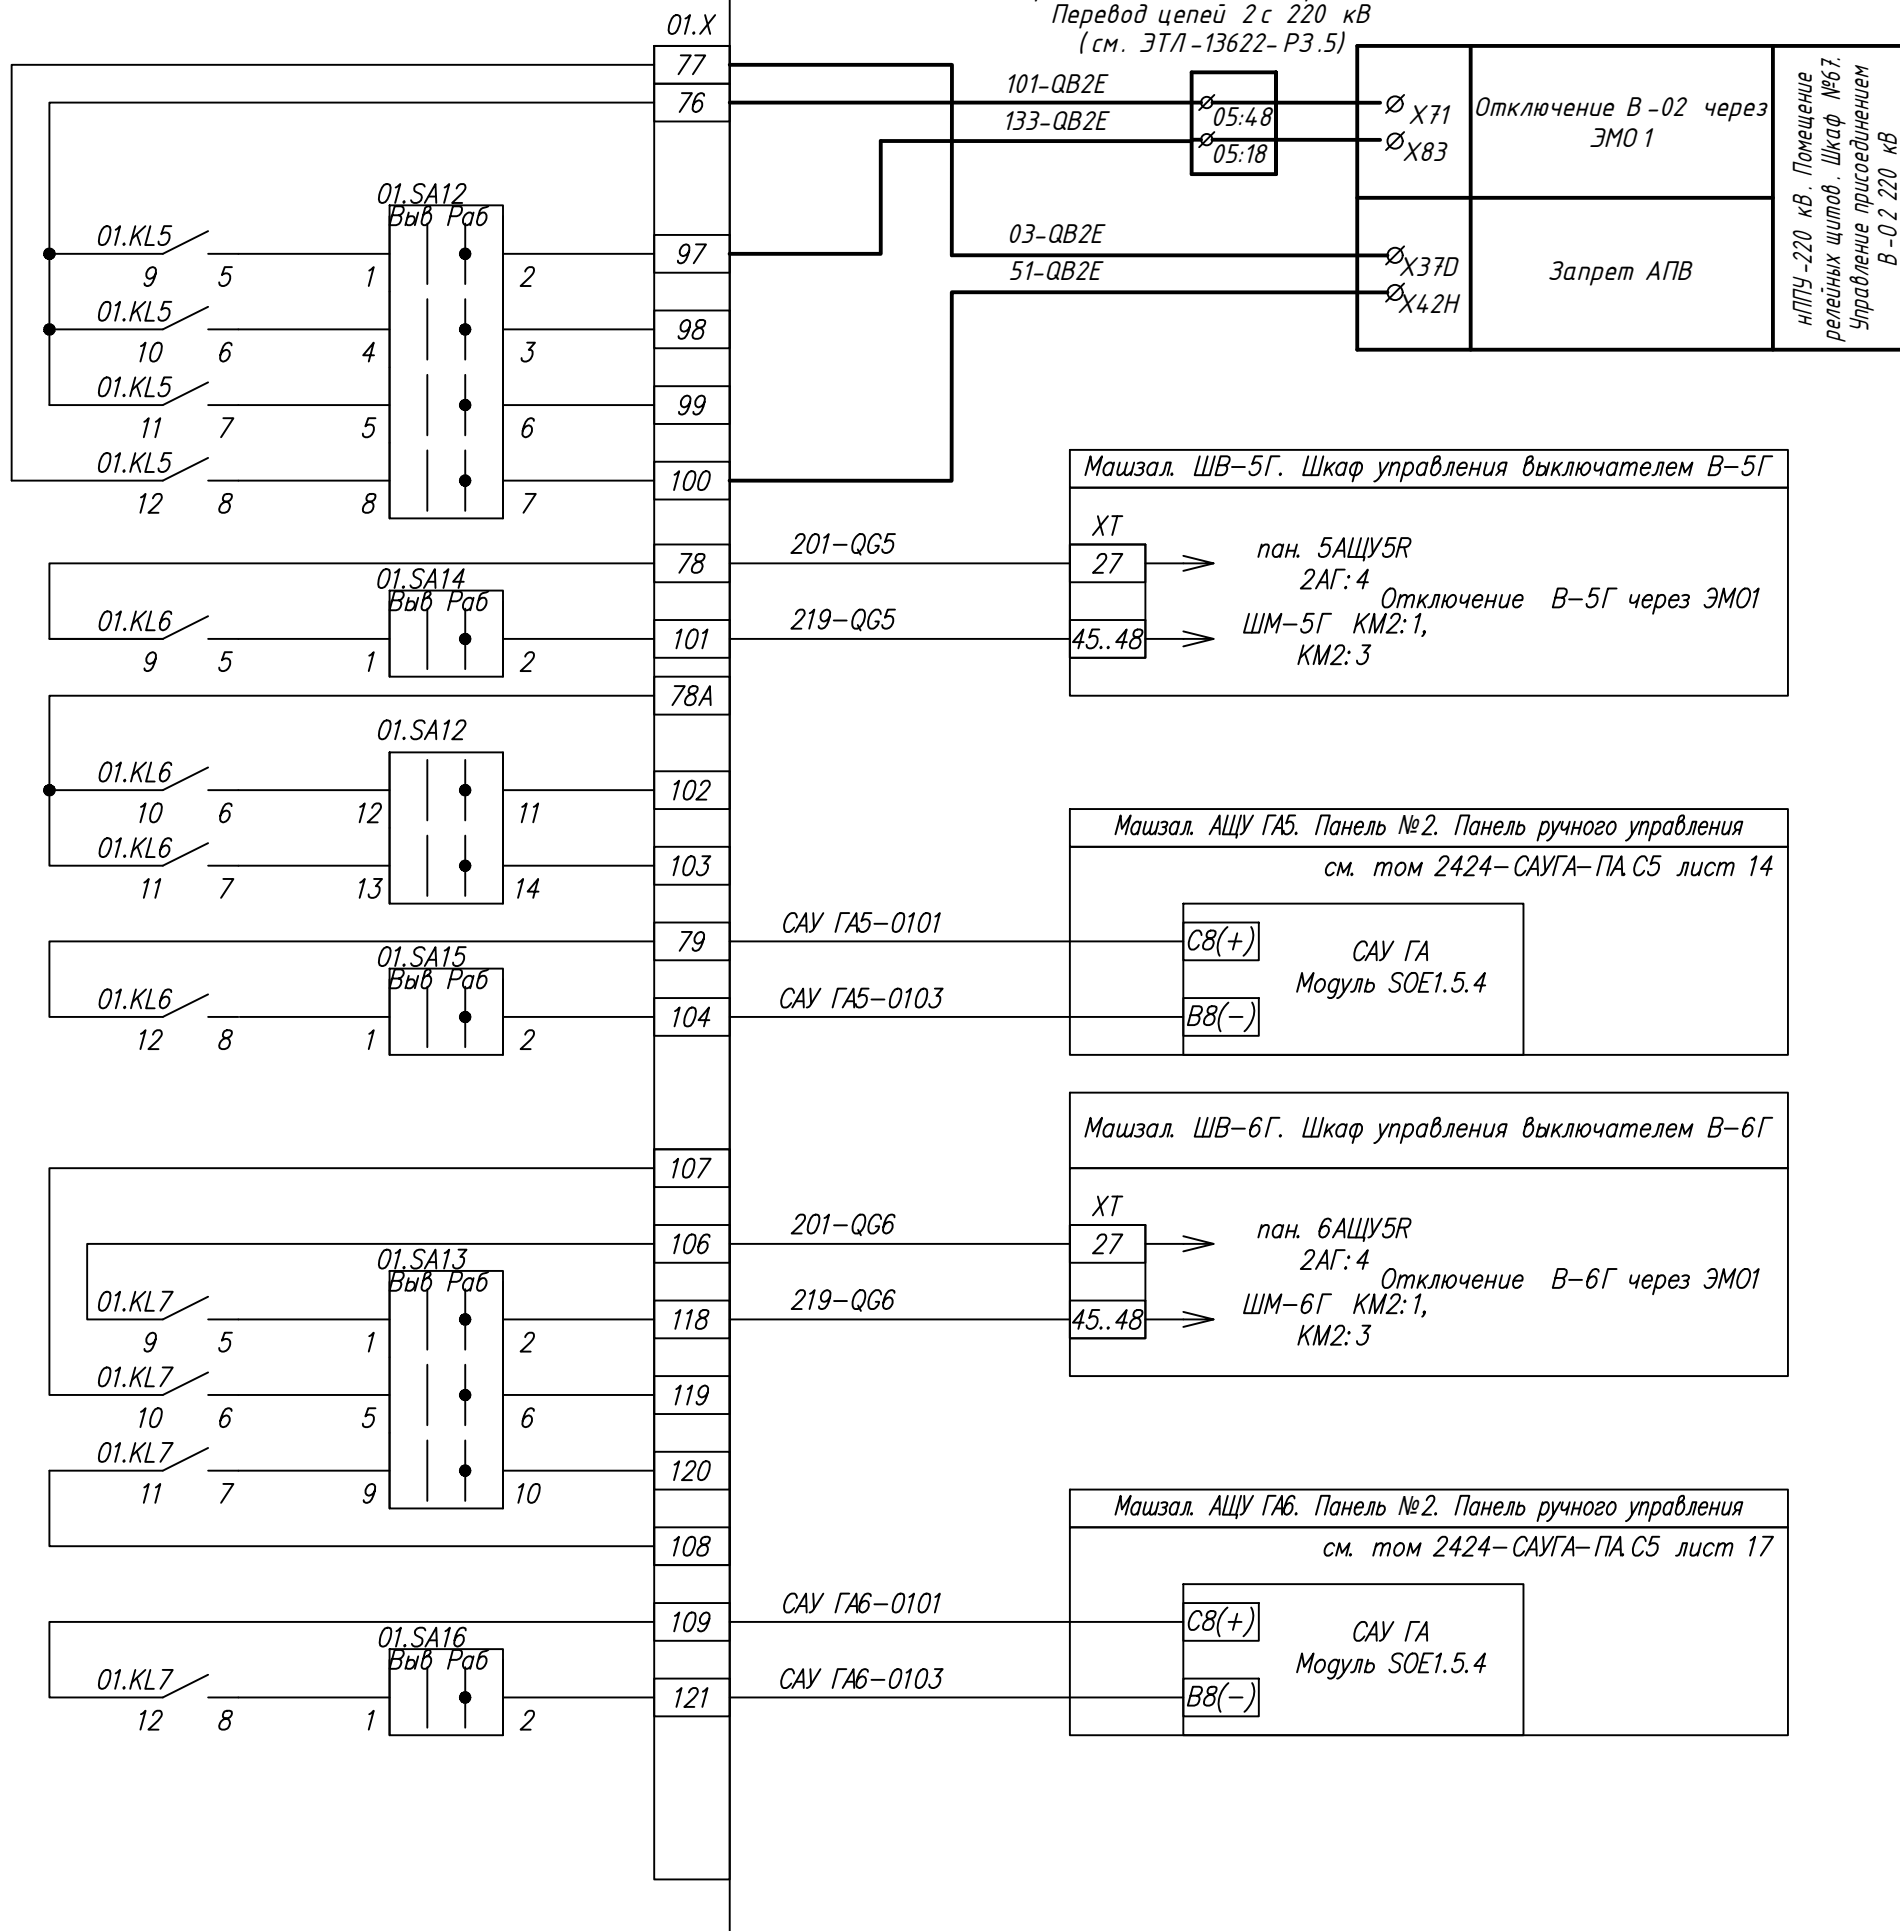 Перевод цепей 2с 220 кВ
(см. ЭТЛ-13622-РЗ.5)
01.X
77
76
101-QB2E
133-QB2E
05:48
05:18
X71
X83
Отключение В-02 через
ЭМО1
нППУ-220 кВ. Помещение
релейных щитов. Шкаф №67.
Управление присоединением
В-02 220 кВ
01.SA12
Выв Раб
01.KL5
9 5 1 2
97
03-QB2E
X37D
51-QB2E
X42H
Запрет АПВ
01.KL5
10 6 4 3
98
01.KL5
11 7 5 6
99
01.KL5
12 8 8 7
100
Машзал. ШВ-5Г. Шкаф управления выключателем В-5Г
XT
78
201-QG5
27
пан. 5АЩУ5R
2АГ:4
Отключение В-5Г через ЭМО1
01.SA14
Выв Раб
01.KL6
9 5 1 2
101
219-QG5
45..48
ШМ-5Г КМ2:1,
КМ2:3
78А
01.SA12
01.KL6
10 6 12 11
102
01.KL6
11 7 13 14
103
Машзал. АЩУ ГА5. Панель №2. Панель ручного управления
см. том 2424-САУГА-ПА.С5 лист 14
79
САУ ГА5-0101
C8(+)
САУ ГА
Модуль SOE1.5.4
01.SA15
Выв Раб
01.KL6
12 8 1 2
104
САУ ГА5-0103
B8(-)
Машзал. ШВ-6Г. Шкаф управления выключателем В-6Г
107
XT
106
201-QG6
27
пан. 6АЩУ5R
2АГ:4
Отключение В-6Г через ЭМО1
01.SA13
Выв Раб
01.KL7
9 5 1 2
118
219-QG6
45..48
ШМ-6Г КМ2:1,
КМ2:3
01.KL7
10 6 5 6
119
01.KL7
11 7 9 10
120
Машзал. АЩУ ГА6. Панель №2. Панель ручного управления
см. том 2424-САУГА-ПА.С5 лист 17
108
109
САУ ГА6-0101
C8(+)
САУ ГА
Модуль SOE1.5.4
01.SA16
Выв Раб
01.KL7
12 8 1 2
121
САУ ГА6-0103
B8(-)